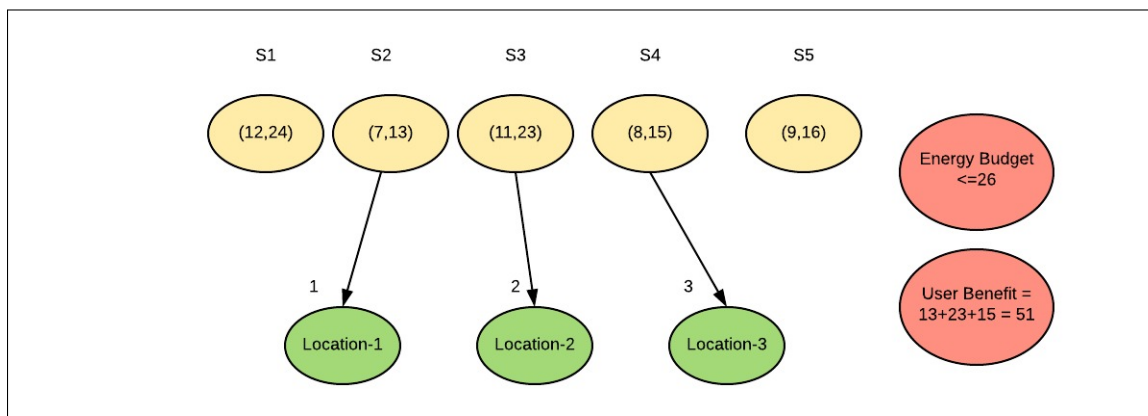 S1 S2 S3 S4 S5
(12,24) (7,13) (11,23) (8,15) (9,16)
Energy Budget
<=26
1 2 3
User Benefit =
13+23+15 = 51
Location-1 Location-2 Location-3